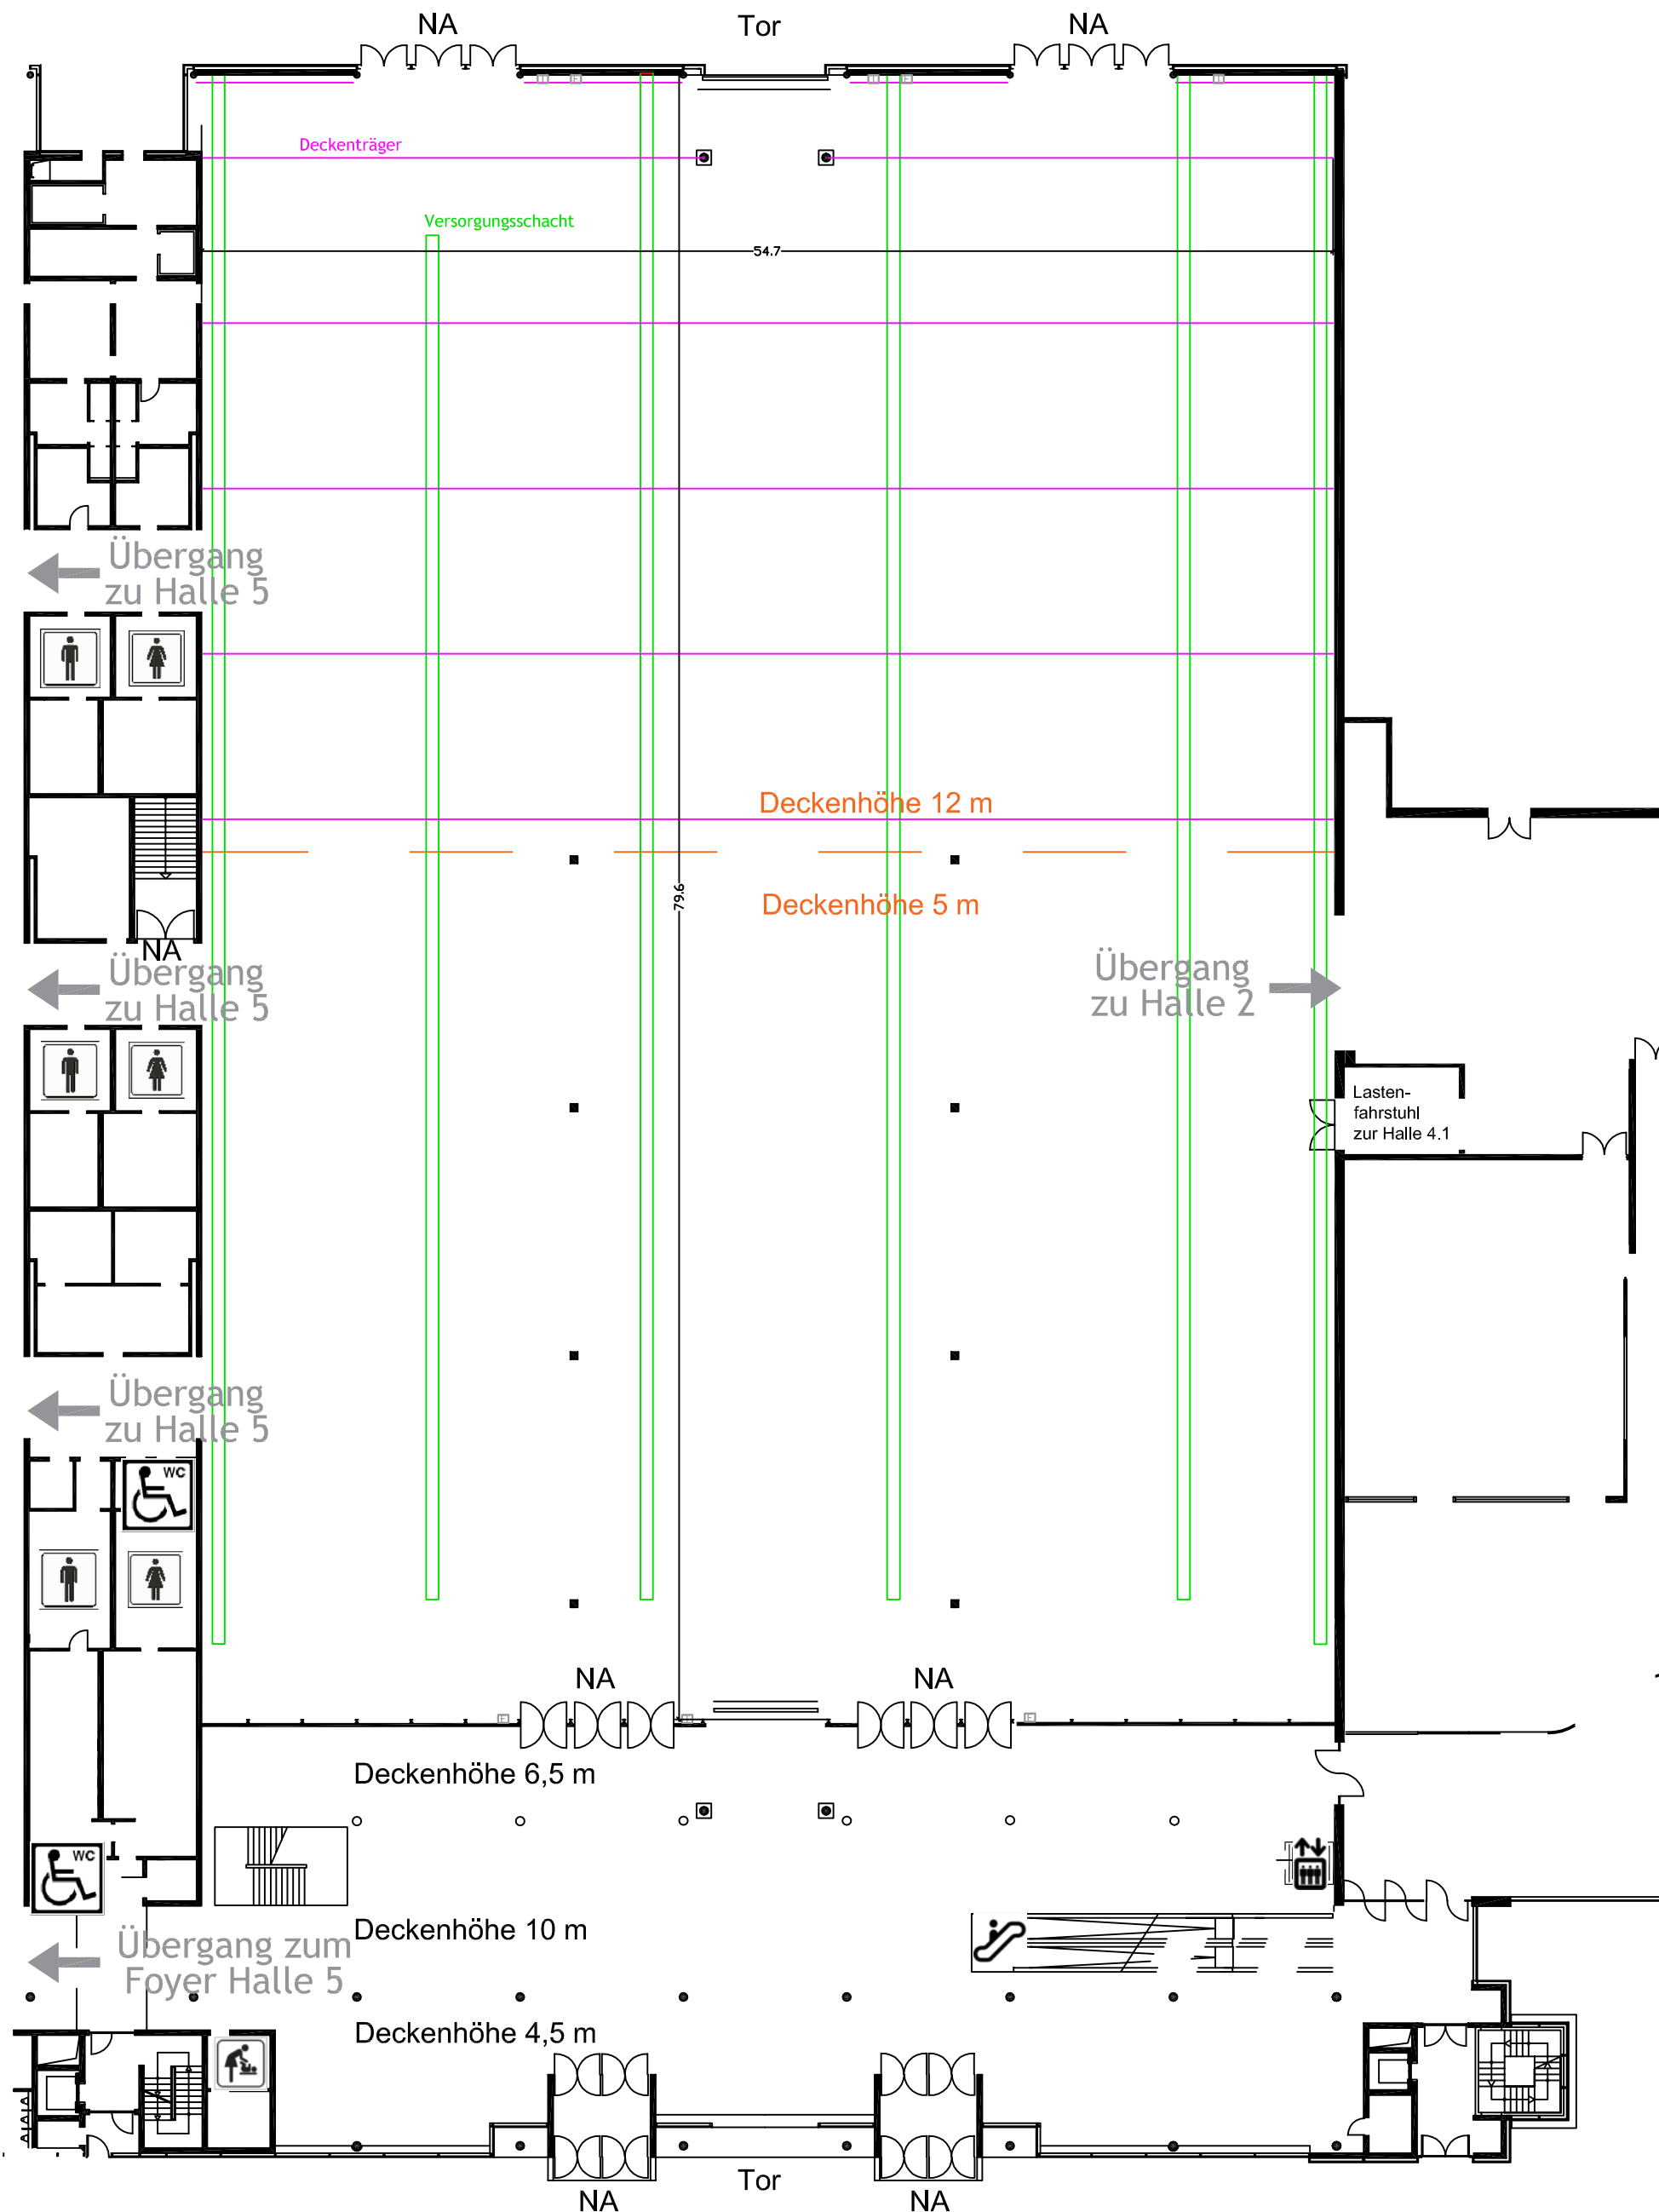 NA
Tor
NA
Deckenträger
Versorgungsschacht
54.7
Übergang
zu Halle 5
Deckenhöhe 12 m
79.6
Deckenhöhe 5 m
NA
Übergang
zu Halle 5
Übergang
zu Halle 2
Lasten-
fahrstuhl
zur Halle 4.1
Übergang
zu Halle 5
WC
NA
NA
Deckenhöhe 6,5 m
WC
Deckenhöhe 10 m
Übergang zum
Foyer Halle 5
Deckenhöhe 4,5 m
Tor
NA
NA